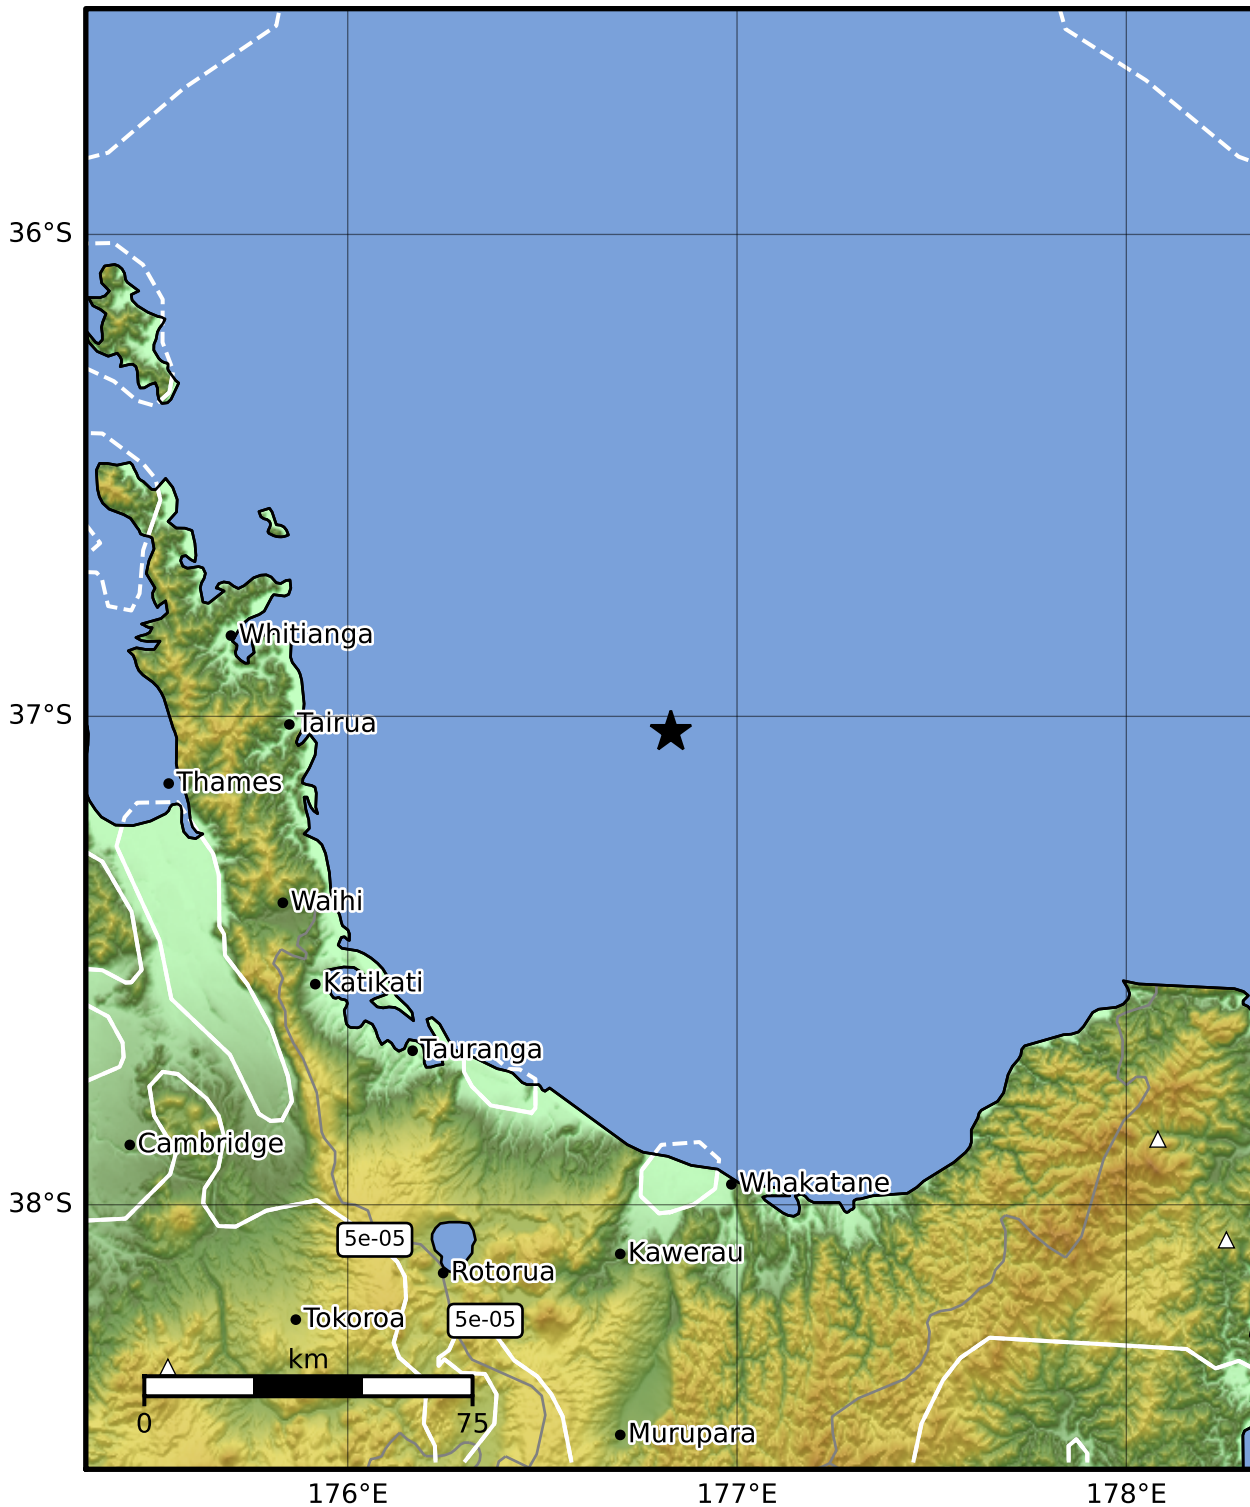 36°S
Whitianga
37°S
Tairua
Thames
Waihi
Katikati
Tauranga
Cambridge
Whakatane
38°S
5e-05
Kawerau
Rotorua
Tokoroa
5e-05
km
0
75
Murupara
176°E
177°E
178°E